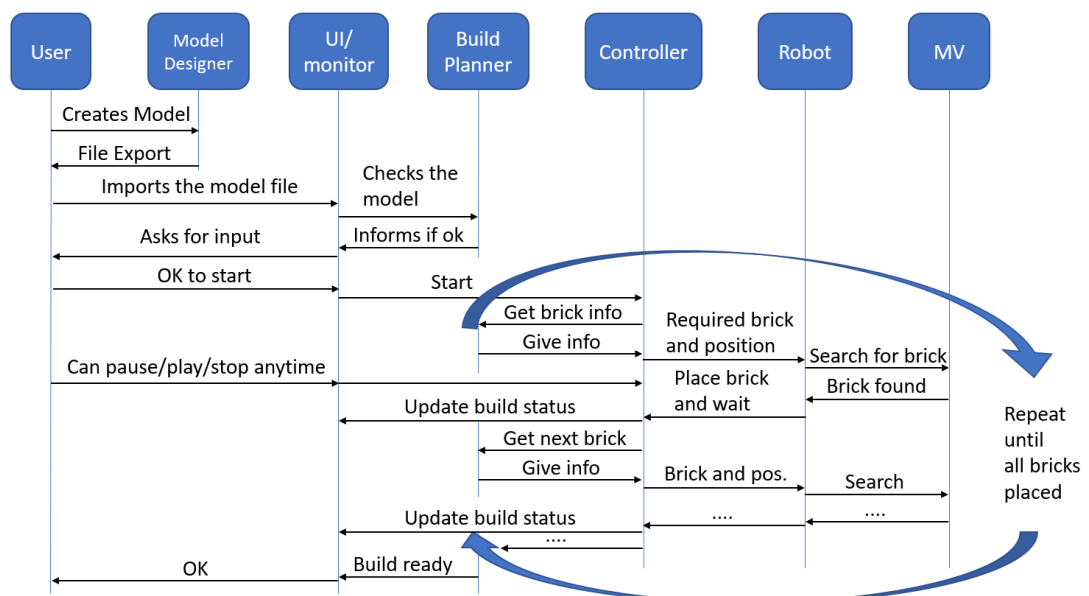 User
Model
Designer
UI/
monitor
Build
Planner
Controller
Robot
MV
Creates Model
File Export
Imports the model file
Checks the
model
Asks for input
Informs if ok
OK to start
Start
Get brick info
Give info
Required brick
and position
Search for brick
Can pause/play/stop anytime
Place brick
and wait
Brick found
Update build status
Get next brick
Give info
Brick and pos.
Search
Repeat
until
all bricks
placed
Update build status
....
....
....
Build ready
OK